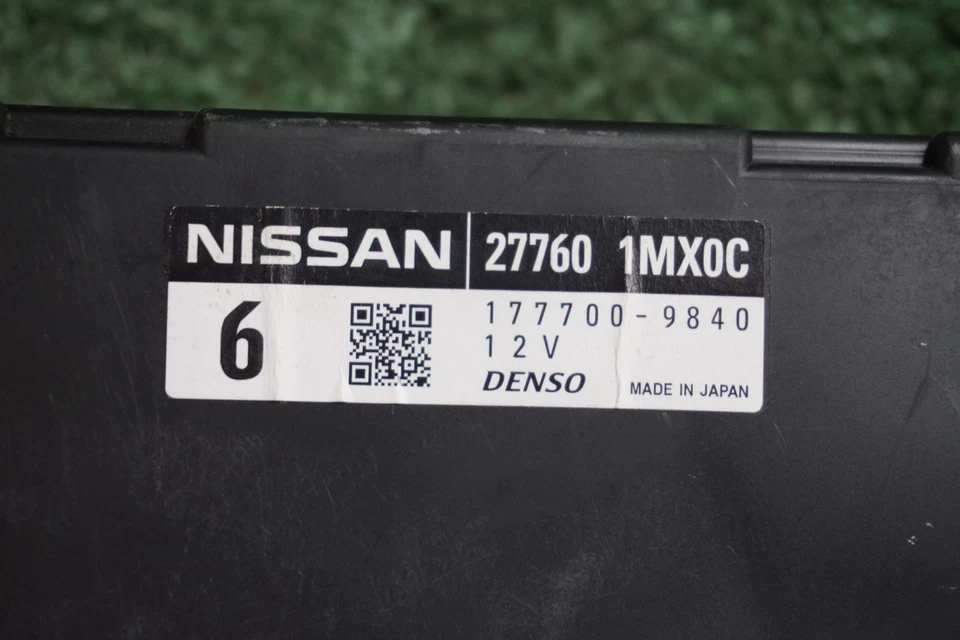 NISSAN 27760 1MX0C
6
177700-9840
12V
DENSO MADE IN JAPAN